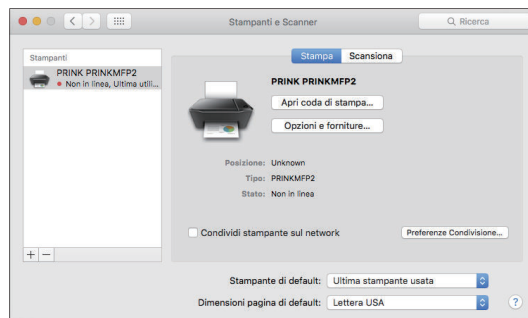 Stampanti e Scanner
Ricerca
Stampanti
PRINK PRINKMFP2
Non in linea, Ultima utili...
Stampa Scansiona
PRINK PRINKMFP2
Apri coda di stampa...
Opzioni e forniture...
Posizione: Unknown
Tipo: PRINKMFP2
Stato: Non in linea
Condividi stampante sul network
Preferenze Condivisione...
+ −
Stampante di default: Ultima stampante usata
Dimensioni pagina di default: Lettera USA
?